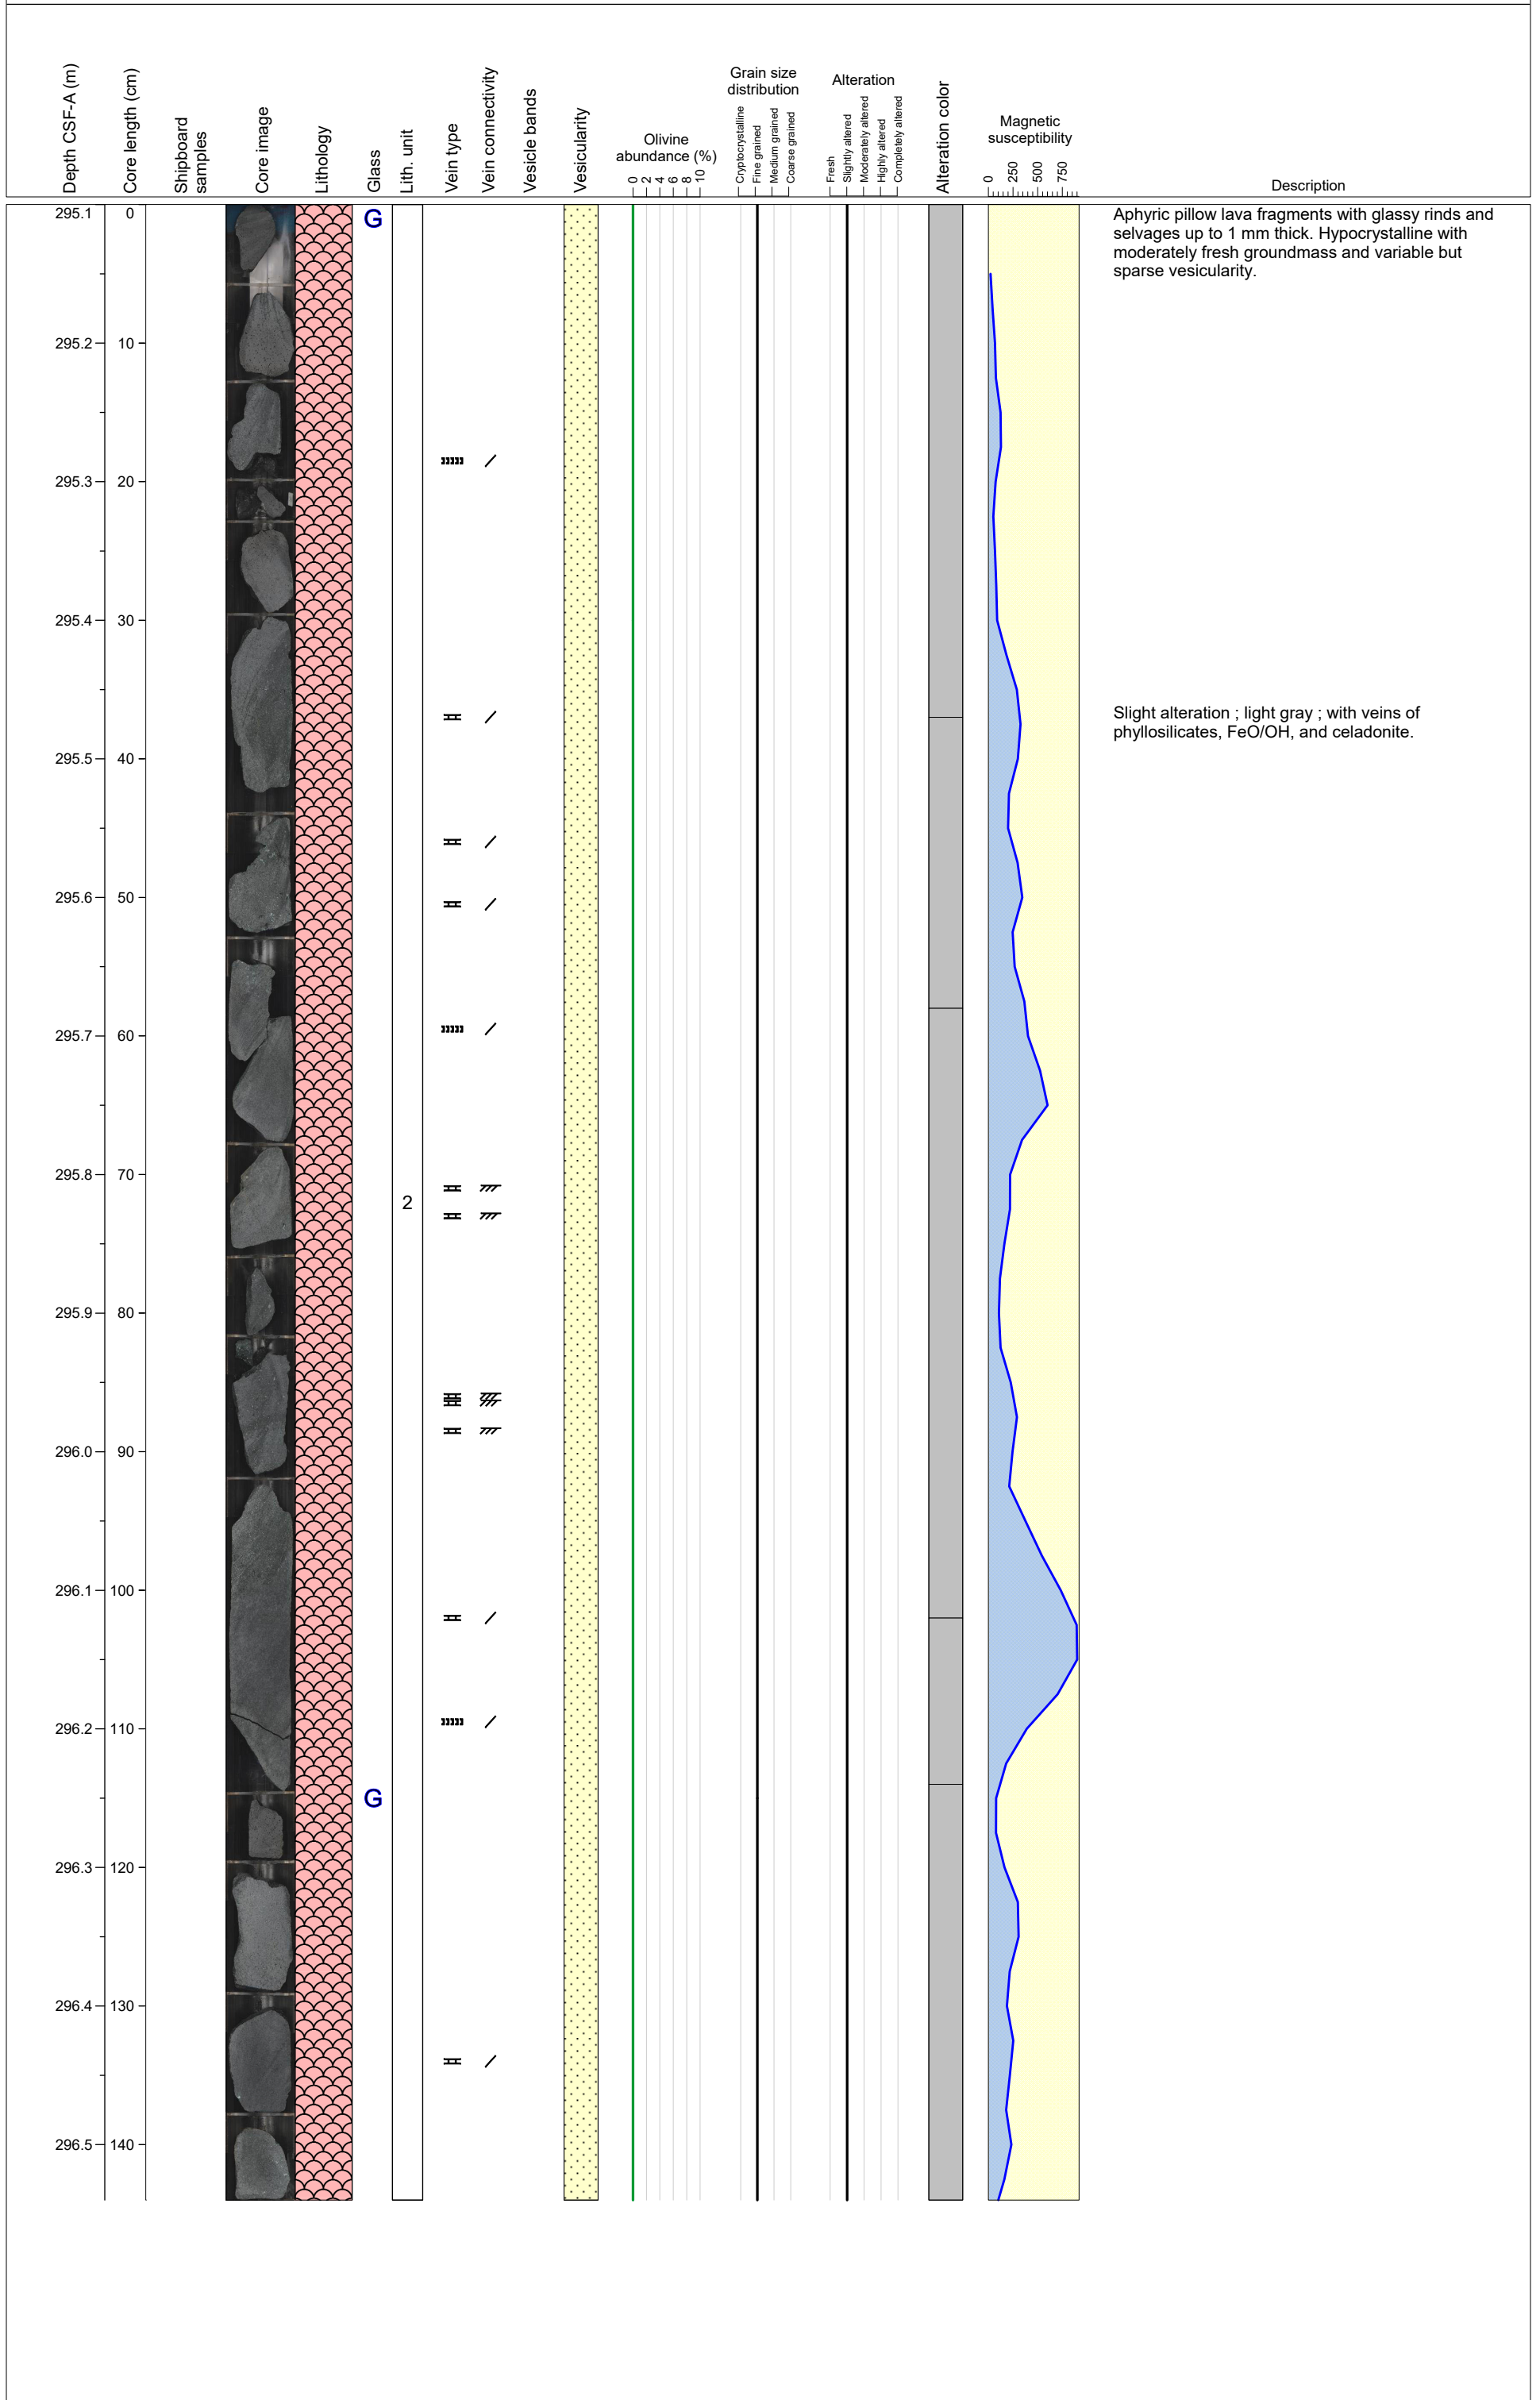 Depth CSF-A (m)
Core length (cm)
Shipboard
samples
Core image
Lithology
Glass
Lith. unit
Vein type
Vein connectivity
Vesicle bands
Vesicularity
Olivine
abundance (%)
0 2 4 6 8 10
Grain size
distribution
Cryptocrystalline
Fine grained
Medium grained
Coarse grained
Alteration
Fresh
Slightly altered
Moderately altered
Highly altered
Completely altered
Alteration color
Magnetic
susceptibility
0 250 500 750
Description
295.1 0
G
Aphyric pillow lava fragments with glassy rinds and
selvages up to 1 mm thick. Hypocrystalline with
moderately fresh groundmass and variable but
sparse vesicularity.
295.2 10
295.3 20
295.4 30
Slight alteration ; light gray ; with veins of
phyllosilicates, FeO/OH, and celadonite.
295.5 40
295.6 50
295.7 60
295.8 70
2
295.9 80
296.0 90
296.1 100
296.2 110
G
296.3 120
296.4 130
296.5 140